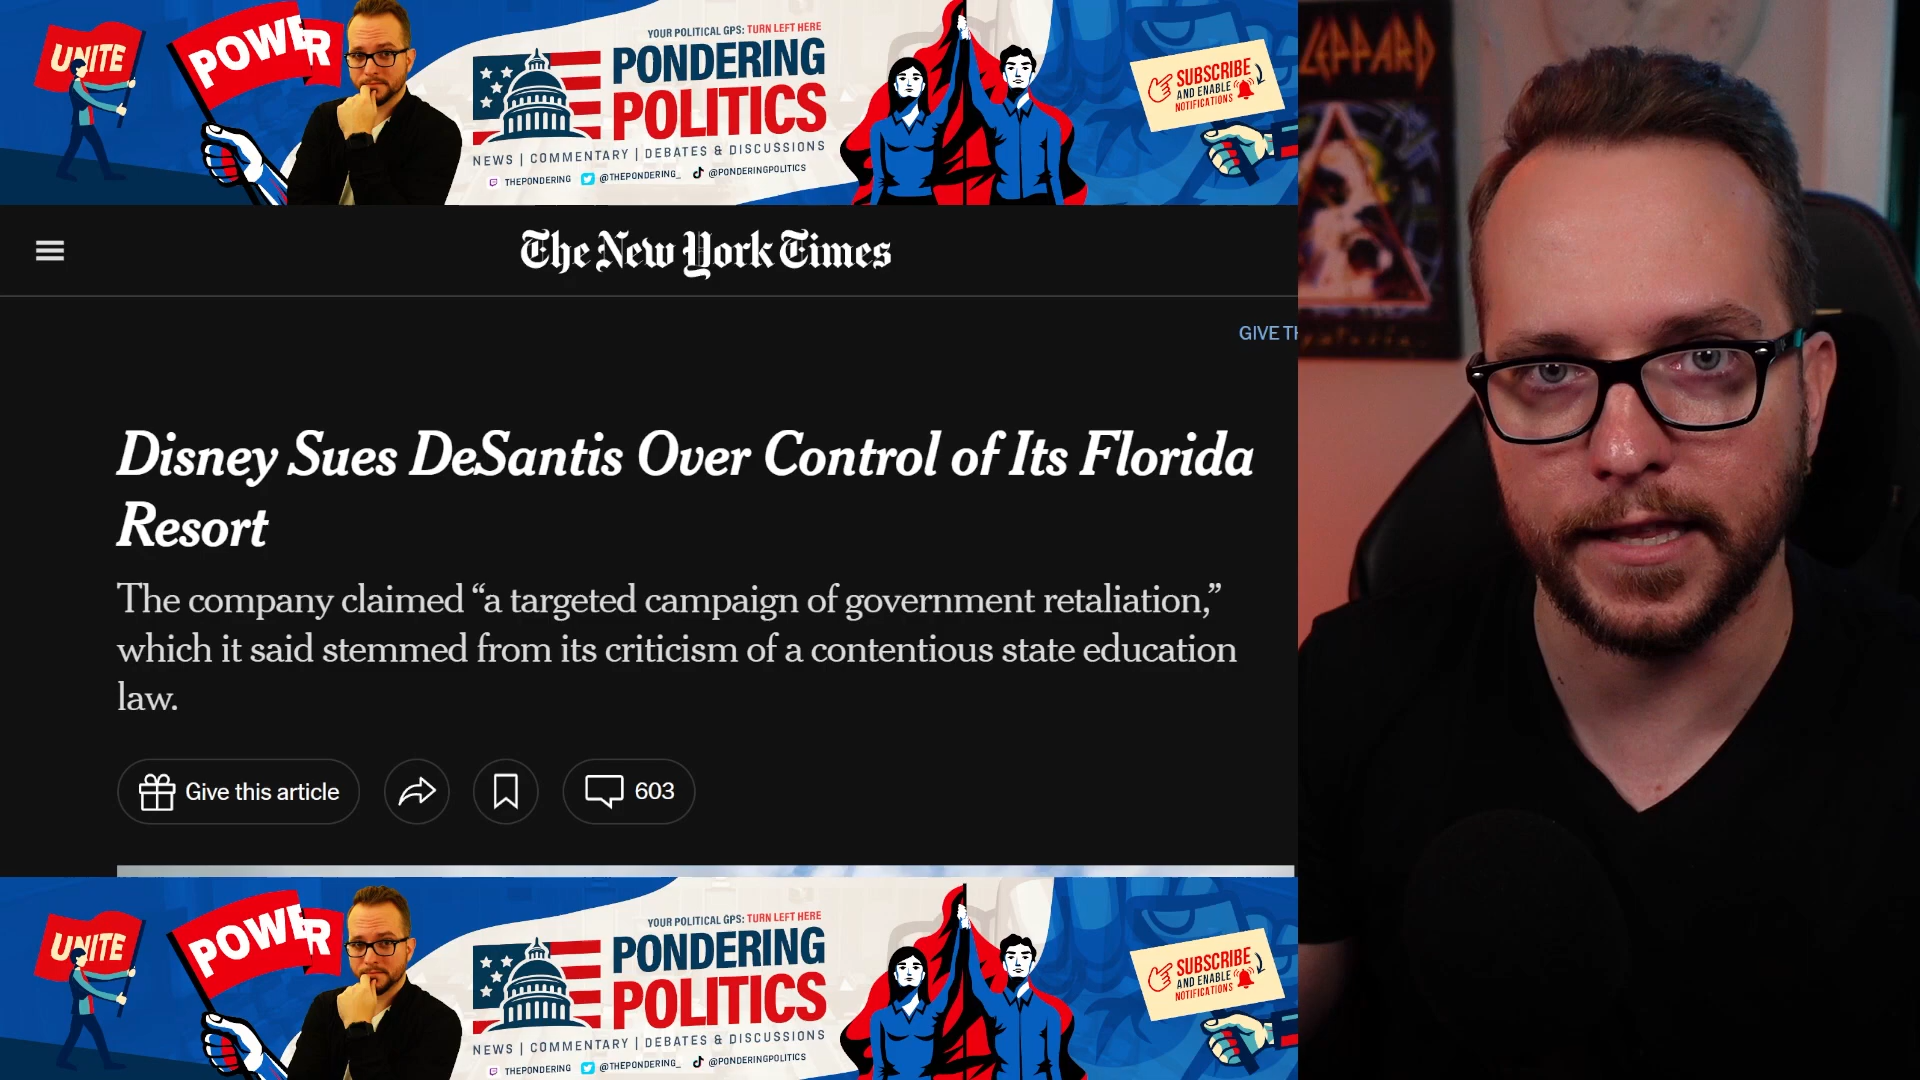 UNITE
POWER
YOUR POLITICAL GPS: TURN LEFT HERE
PONDERING
POLITICS
NEWS | COMMENTARY | DEBATES & DISCUSSIONS
THEPONDERING @THEPONDERING_ @PONDERINGPOLITICS
SUBSCRIBE
AND ENABLE
NOTIFICATIONS
LEPPARD
The New York Times
GIVE TH
Disney Sues DeSantis Over Control of Its Florida
Resort
The company claimed “a targeted campaign of government retaliation,”
which it said stemmed from its criticism of a contentious state education
law.
Give this article
603
UNITE
POWER
YOUR POLITICAL GPS: TURN LEFT HERE
PONDERING
POLITICS
NEWS | COMMENTARY | DEBATES & DISCUSSIONS
THEPONDERING @THEPONDERING_ @PONDERINGPOLITICS
SUBSCRIBE
AND ENABLE
NOTIFICATIONS